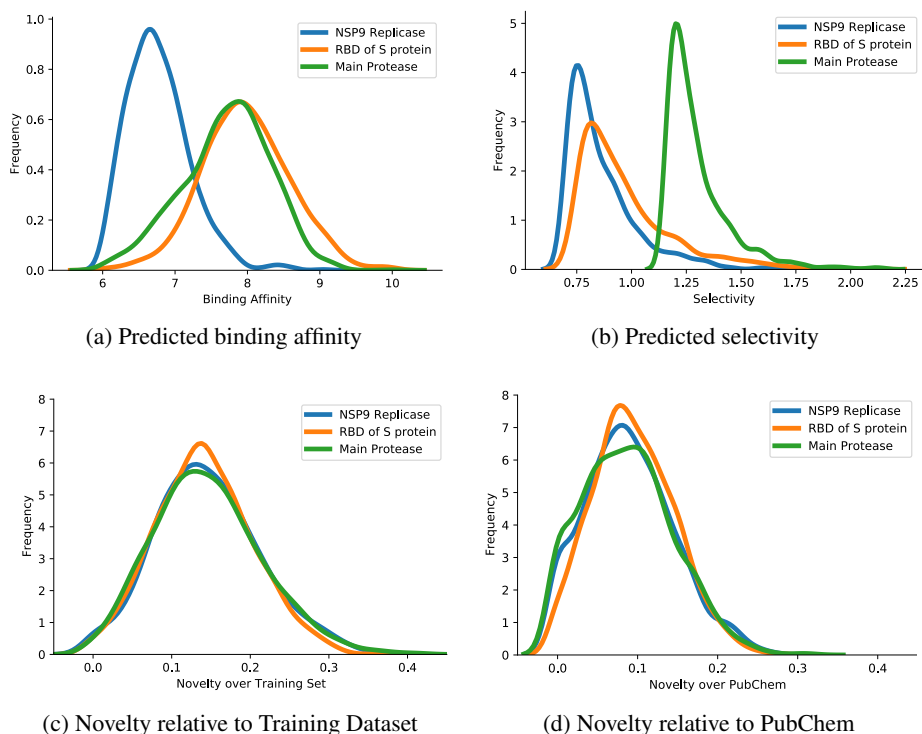 1.0
0.8
0.6
0.4
0.2
0.0
Frequency
6 7 8 9 10
Binding Affinity
NSP9 Replicase
RBD of S protein
Main Protease
(a) Predicted binding affinity
5
4
3
2
1
0
Frequency
0.75 1.00 1.25 1.50 1.75 2.00 2.25
Selectivity
NSP9 Replicase
RBD of S protein
Main Protease
(b) Predicted selectivity
8
7
6
5
4
3
2
1
0
Frequency
0.0 0.1 0.2 0.3 0.4
Novelty over Training Set
NSP9 Replicase
RBD of S protein
Main Protease
(c) Novelty relative to Training Dataset
8
7
6
5
4
3
2
1
0
Frequency
0.0 0.1 0.2 0.3 0.4
Novelty over PubChem
NSP9 Replicase
RBD of S protein
Main Protease
(d) Novelty relative to PubChem